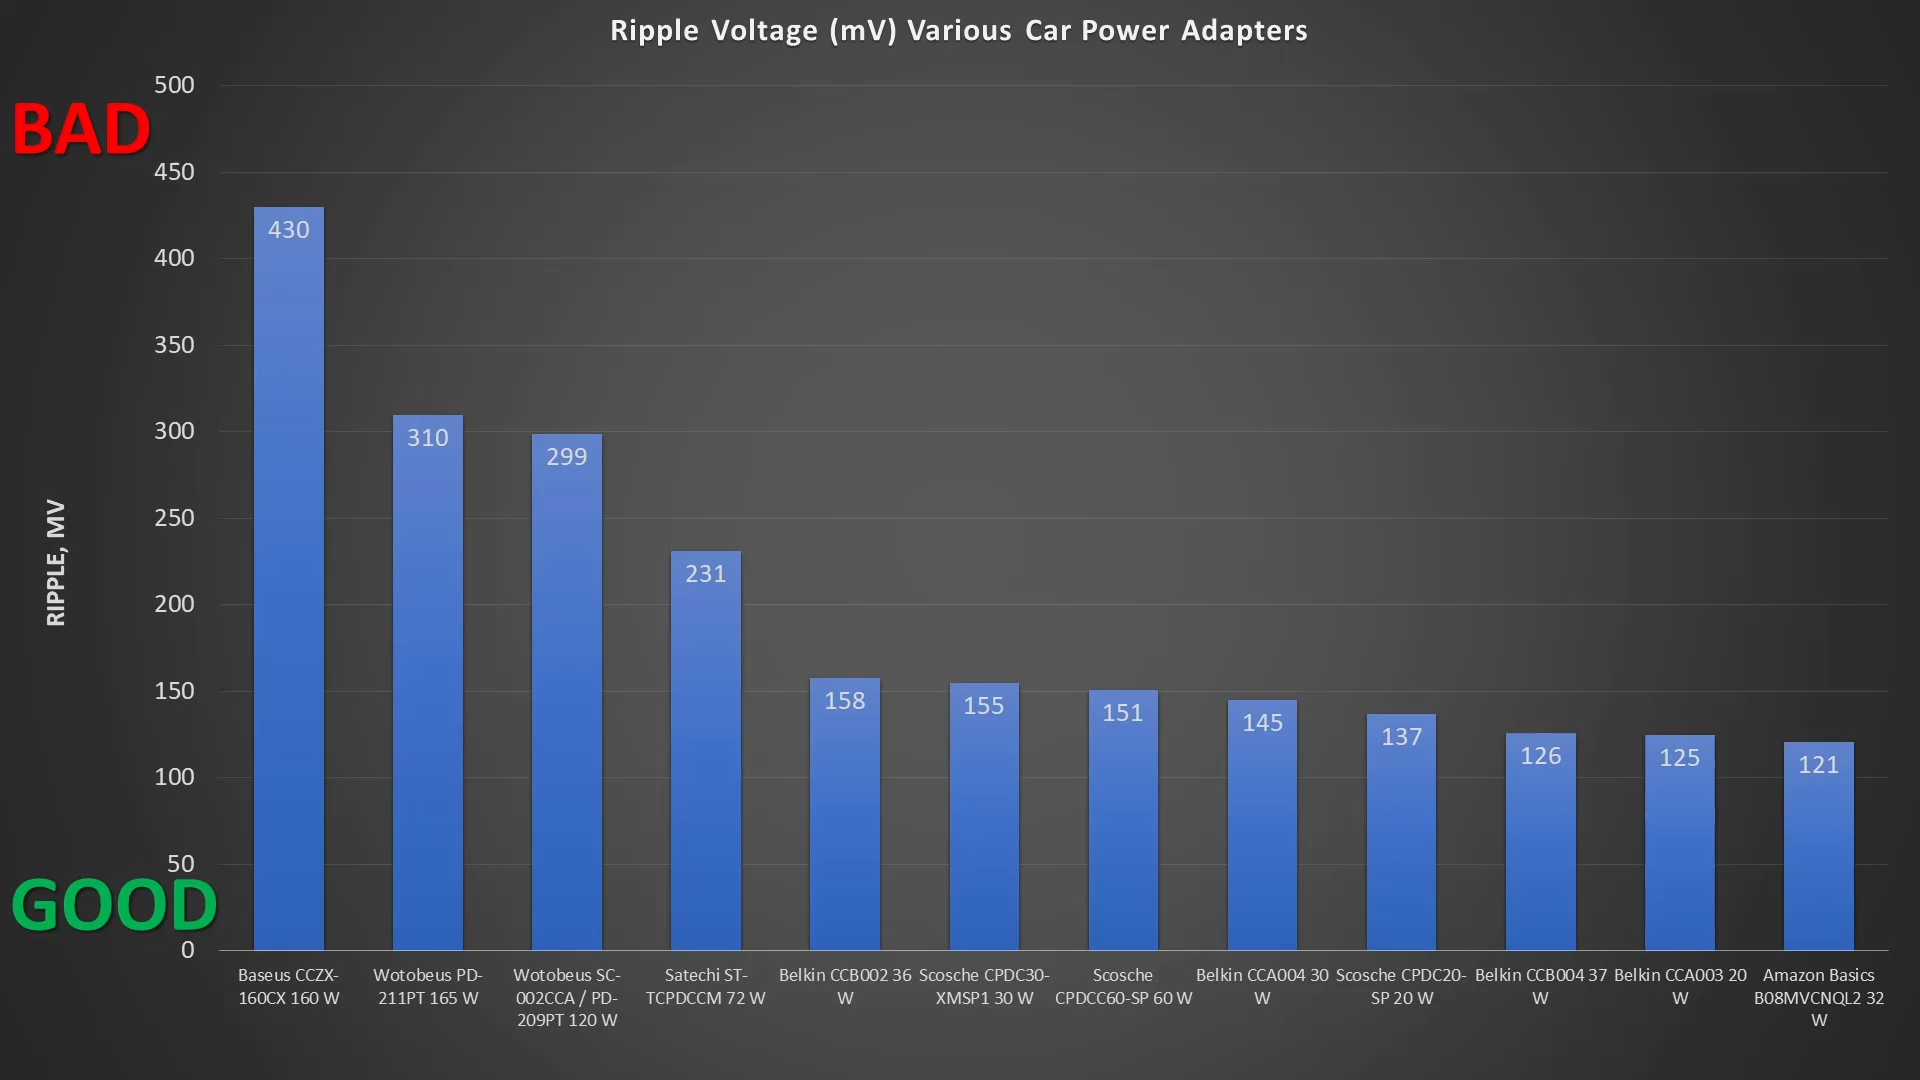 Ripple Voltage (mV) Various Car Power Adapters
BAD
500
450
400
350
300
250
200
150
100
50
0
GOOD
RIPPLE, MV
430
310
299
231
158
155
151
145
137
126
125
121
Baseus CCZX-
160CX 160 W
Wotobeus PD-
211PT 165 W
Wotobeus SC-
002CCA / PD-
209PT 120 W
Satechi ST-
TCPDCCM 72 W
Belkin CCB002 36
W
Scosche CPDC30-
XMSP1 30 W
Scosche
CPDCC60-SP 60 W
Belkin CCA004 30
W
Scosche CPDC20-
SP 20 W
Belkin CCB004 37
W
Belkin CCA003 20
W
Amazon Basics
B08MVCNQL2 32
W